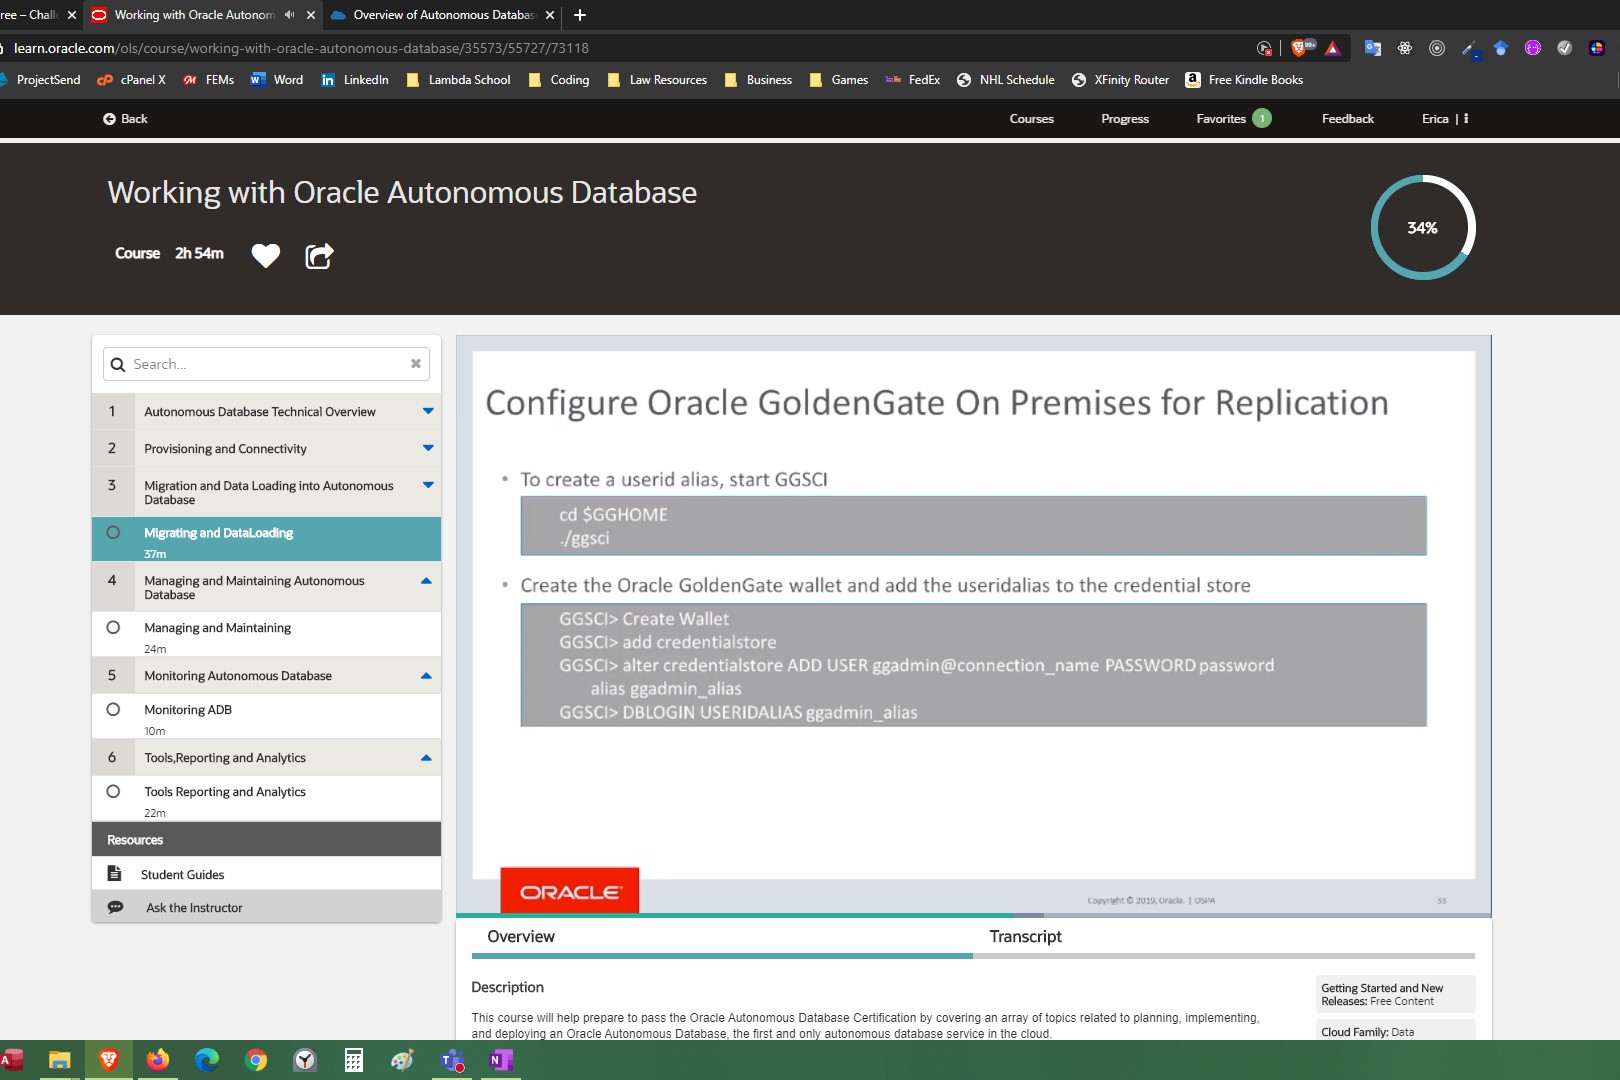 ree – Chall
Working with Oracle Autonom
Overview of Autonomous Databas
learn.oracle.com/ols/course/working-with-oracle-autonomous-database/35573/55727/73118
99+
ProjectSend
cPanel X
FEMs
Word
LinkedIn
Lambda School
Coding
Law Resources
Business
Games
FedEx
NHL Schedule
XFinity Router
Free Kindle Books
Back
Courses
Progress
Favorites 1
Feedback
Erica |
Working with Oracle Autonomous Database
Course 2h 54m
34%
Search...
1 Autonomous Database Technical Overview
2 Provisioning and Connectivity
3 Migration and Data Loading into Autonomous
Database
Migrating and DataLoading
37m
4 Managing and Maintaining Autonomous
Database
Managing and Maintaining
24m
5 Monitoring Autonomous Database
Monitoring ADB
10m
6 Tools,Reporting and Analytics
Tools Reporting and Analytics
22m
Resources
Student Guides
Ask the Instructor
Configure Oracle GoldenGate On Premises for Replication
• To create a userid alias, start GGSCI
cd $GGHOME
./ggsci
• Create the Oracle GoldenGate wallet and add the useridalias to the credential store
GGSCI> Create Wallet
GGSCI> add credentialstore
GGSCI> alter credentialstore ADD USER ggadmin@connection_name PASSWORD password
alias ggadmin_alias
GGSCI> DBLOGIN USERIDALIAS ggadmin_alias
ORACLE
Copyright © 2019, Oracle. | OSPA
33
Overview
Transcript
Description
This course will help prepare to pass the Oracle Autonomous Database Certification by covering an array of topics related to planning, implementing,
and deploying an Oracle Autonomous Database, the first and only autonomous database service in the cloud.
Getting Started and New
Releases: Free Content
Cloud Family: Data